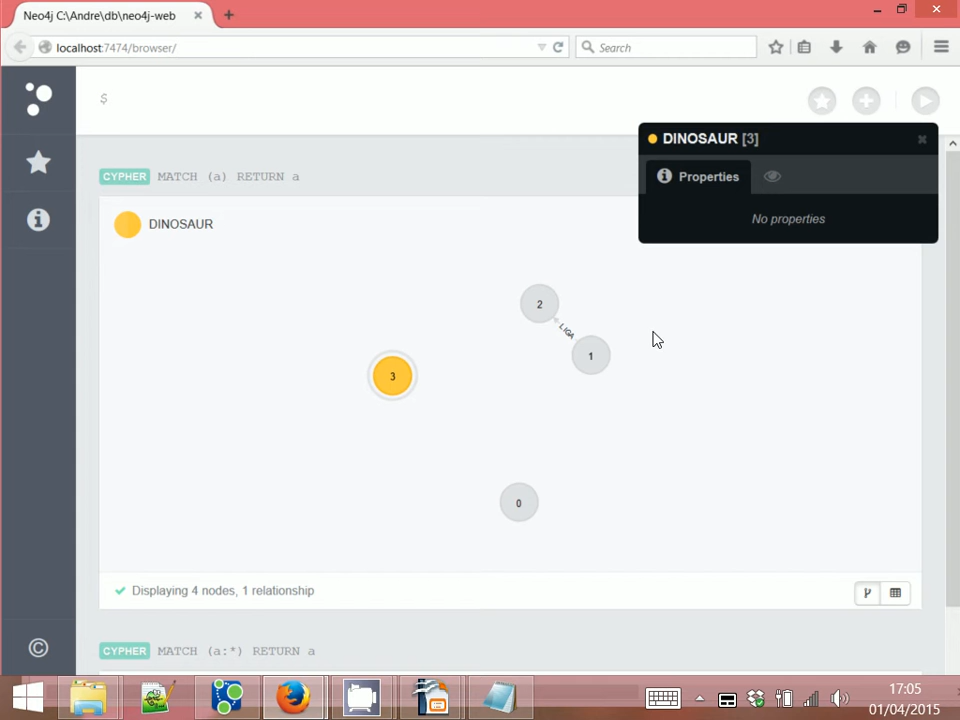 Neo4j C:\Andre\db\neo4j-web
localhost:7474/browser/
Search
$
DINOSAUR [3]
Properties
No properties
CYPHER MATCH (a) RETURN a
DINOSAUR
2
LIGA
1
3
0
Displaying 4 nodes, 1 relationship
CYPHER MATCH (a:*) RETURN a
17:05
01/04/2015